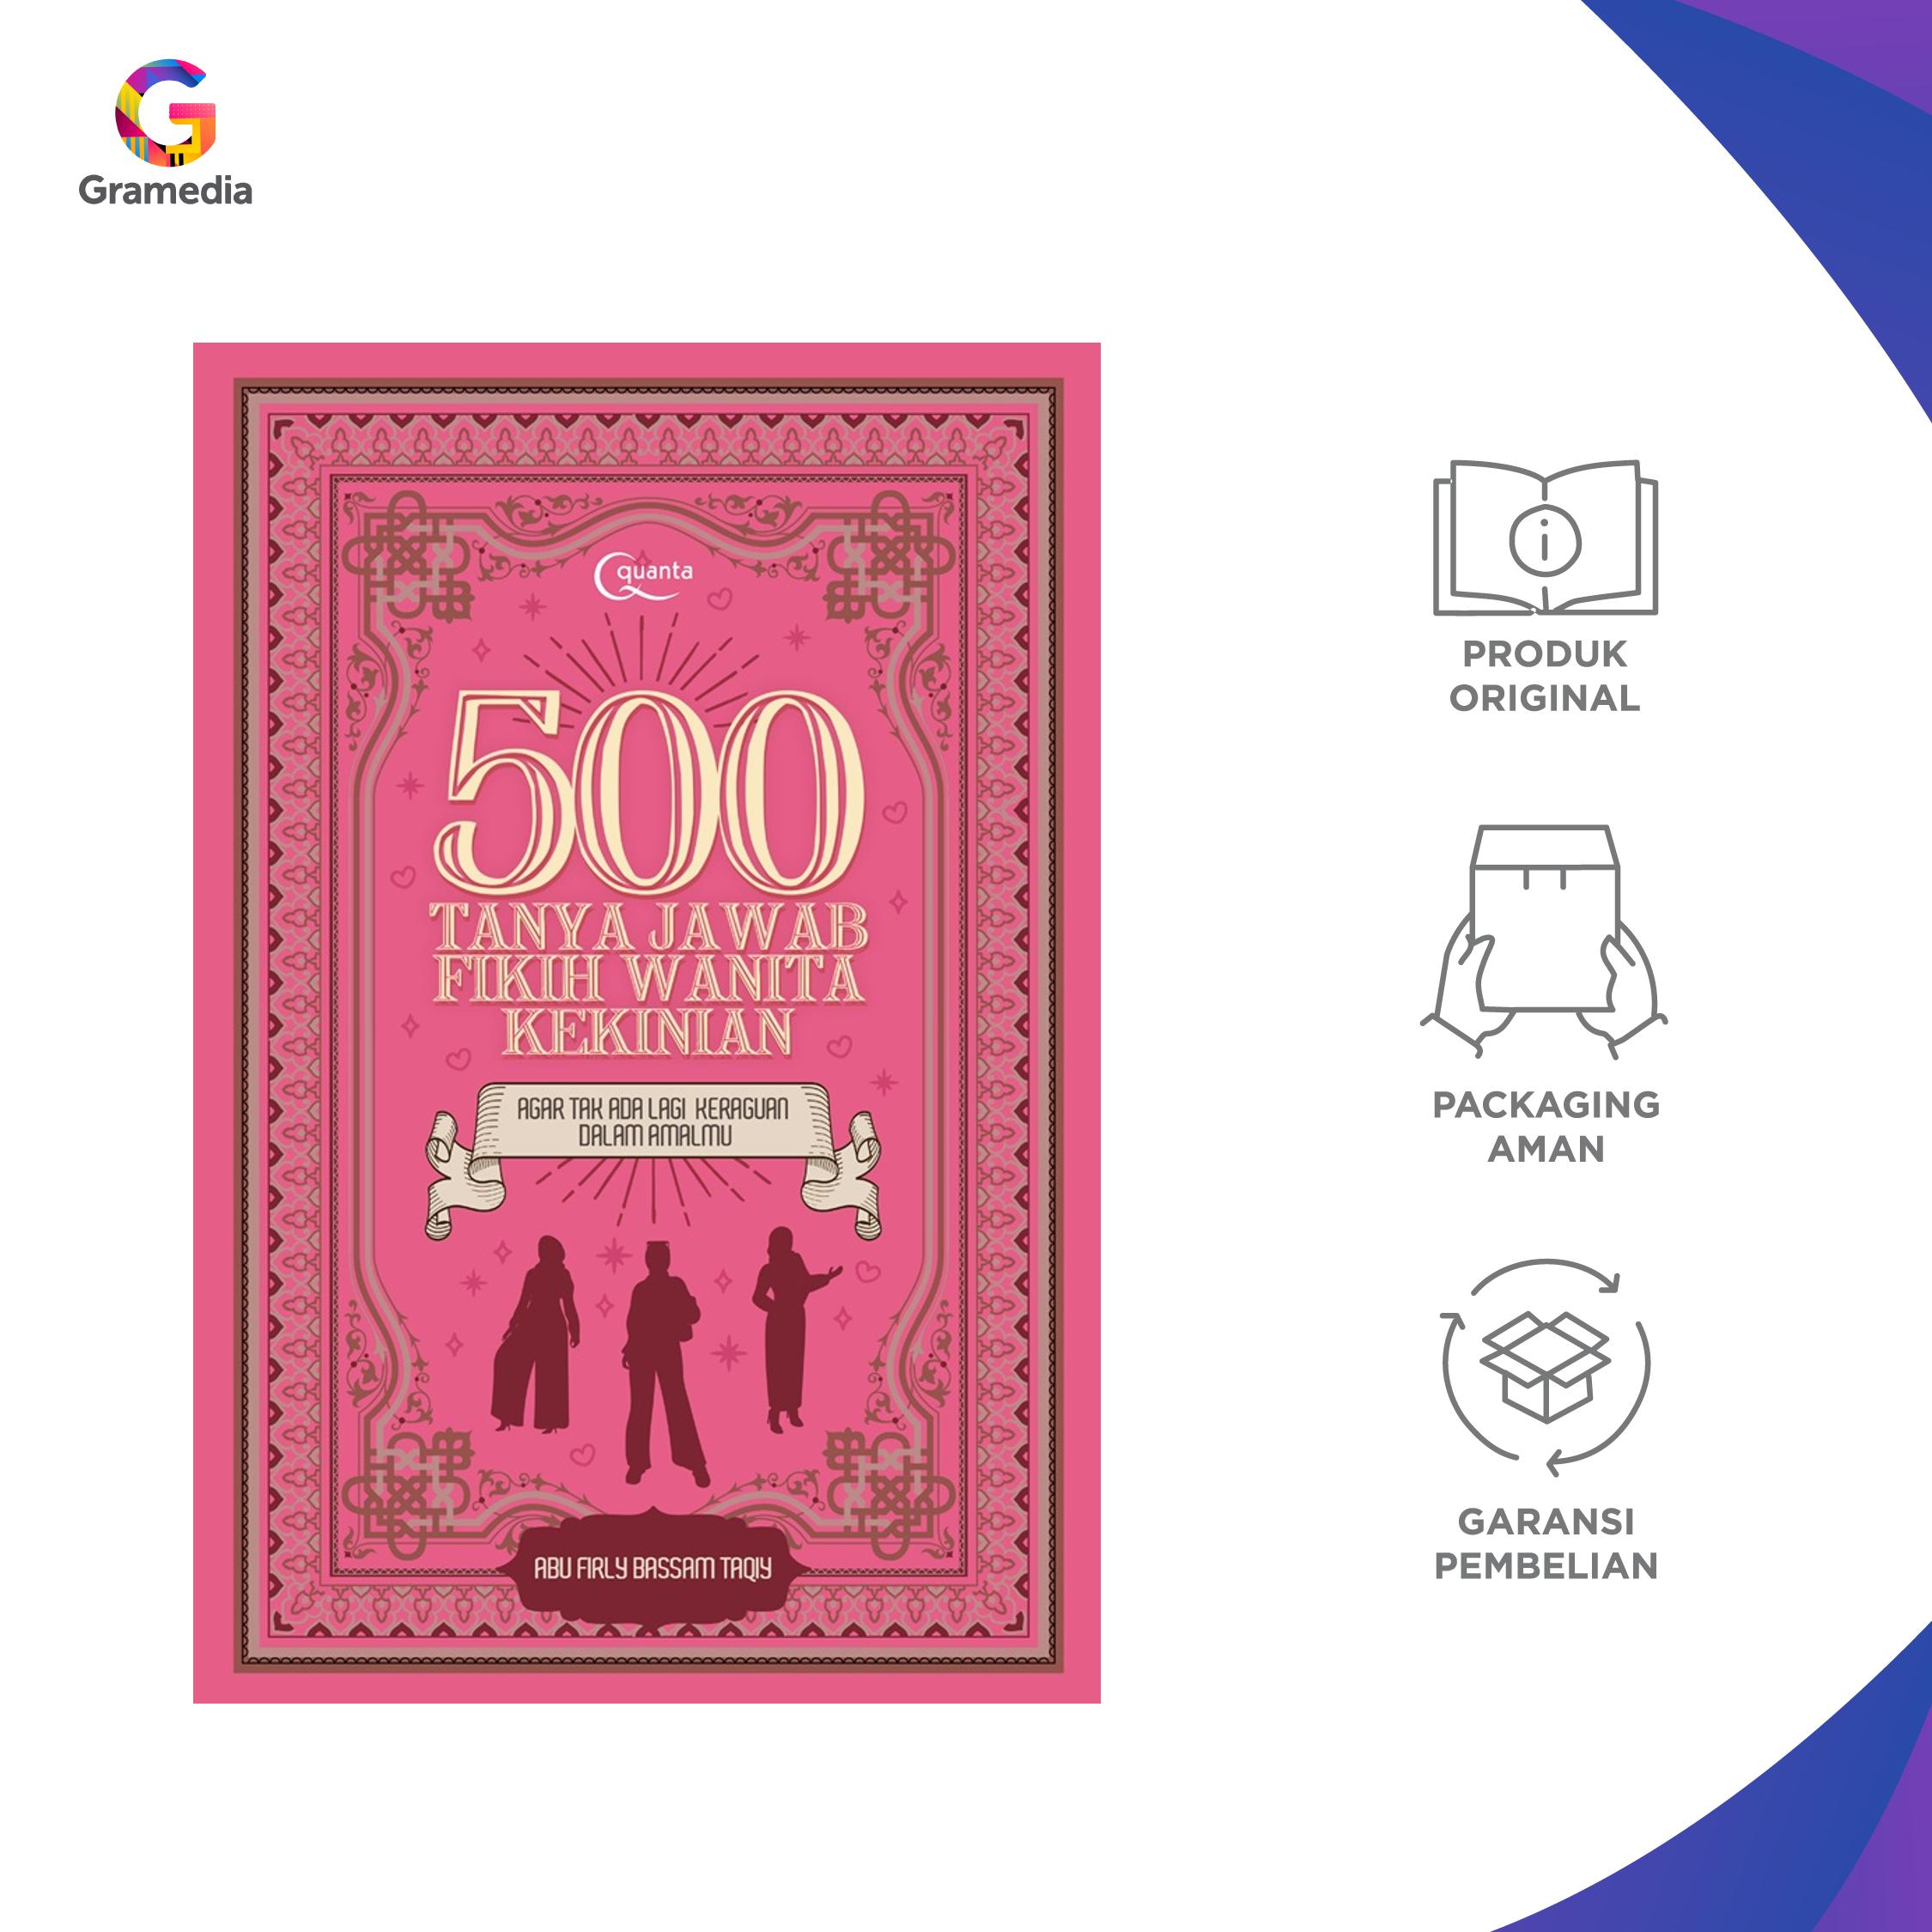 Gramedia
quanta
500
TANYA JAWAB
FIKIH WANITA
KEKINIAN
AGAR TAK ADA LAGI KERAGUAN
DALAM AMALMU
ABU FIRLY BASSAM TAQIY
PRODUK
ORIGINAL
PACKAGING
AMAN
GARANSI
PEMBELIAN